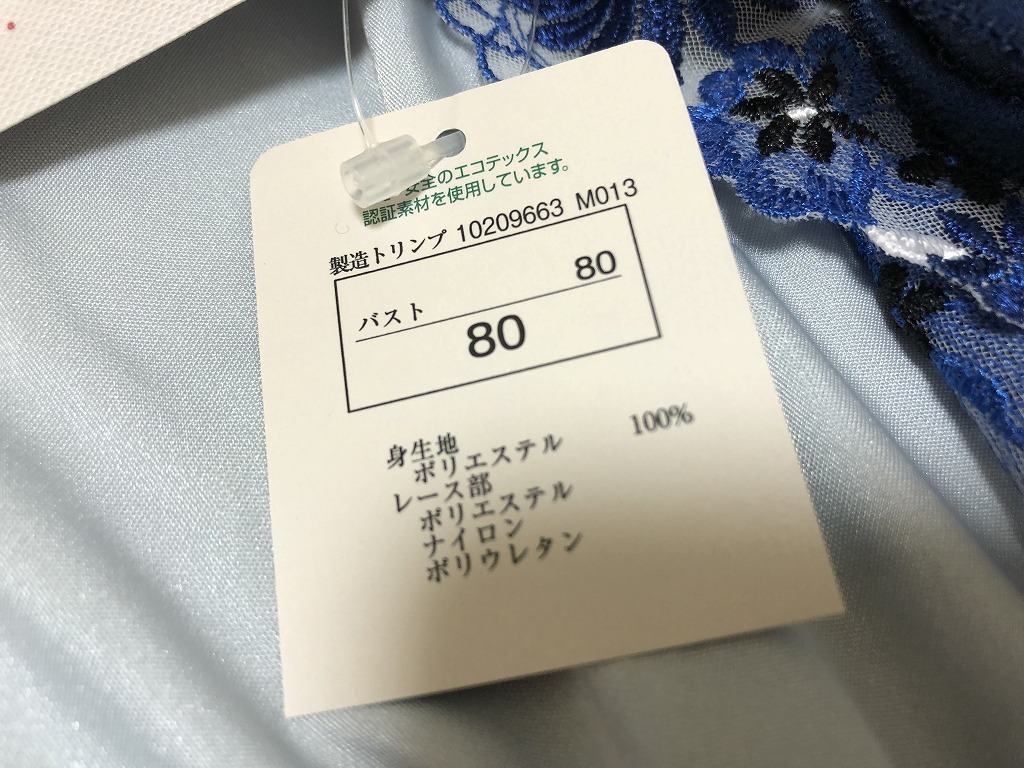 安全のエコテックス
認証素材を使用しています。
製造トリンプ 10209663 M013
バスト 80
80
身生地
ポリエステル 100%
レース部
ポリエステル
ナイロン
ポリウレタン